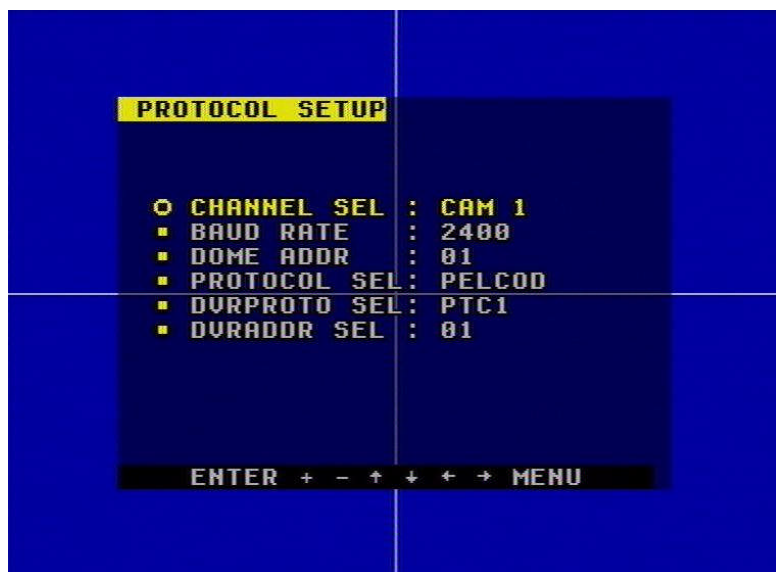 PROTOCOL SETUP
CHANNEL SEL : CAM 1
BAUD RATE : 2400
DOME ADDR : 01
PROTOCOL SEL: PELCOD
DVRPROTO SEL: PTC1
DVRADDR SEL : 01
ENTER + - ↑ ↓ ← → MENU